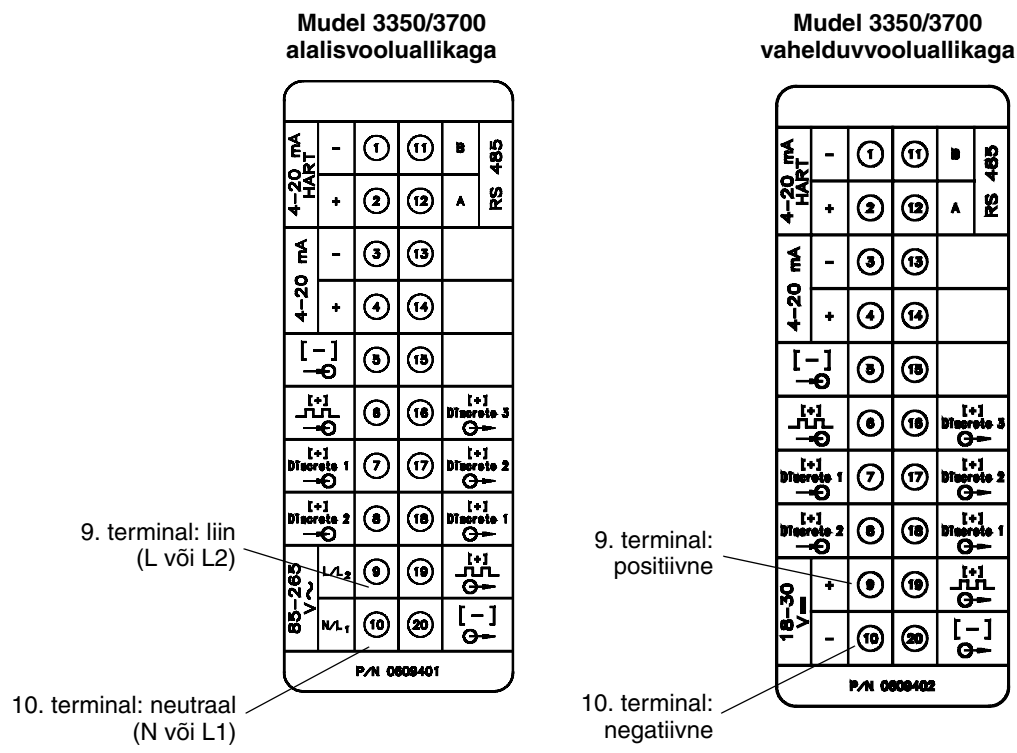 Mudel 3350/3700
alalisvooluallikaga
4–20 mA
HART
-
1
11
B
RS 485
+
2
12
A
4–20 mA
-
3
13
+
4
14
[-]
5
15
[+]
6
16
[+]
Discrete 3
[+]
Discrete 1
7
17
[+]
Discrete 2
[+]
Discrete 2
8
18
[+]
Discrete 1
85-265
V~
L/L2
9
19
[+]
N/L1
10
20
[-]
P/N 0609401
9. terminal: liin
(L või L2)
10. terminal: neutraal
(N või L1)
Mudel 3350/3700
vahelduvvooluallikaga
4–20 mA
HART
-
1
11
B
RS 485
+
2
12
A
4–20 mA
-
3
13
+
4
14
[-]
5
15
[+]
6
16
[+]
Discrete 3
[+]
Discrete 1
7
17
[+]
Discrete 2
[+]
Discrete 2
8
18
[+]
Discrete 1
18-30
V
+
9
19
[+]
-
10
20
[-]
P/N 0609402
9. terminal:
positiivne
10. terminal:
negatiivne